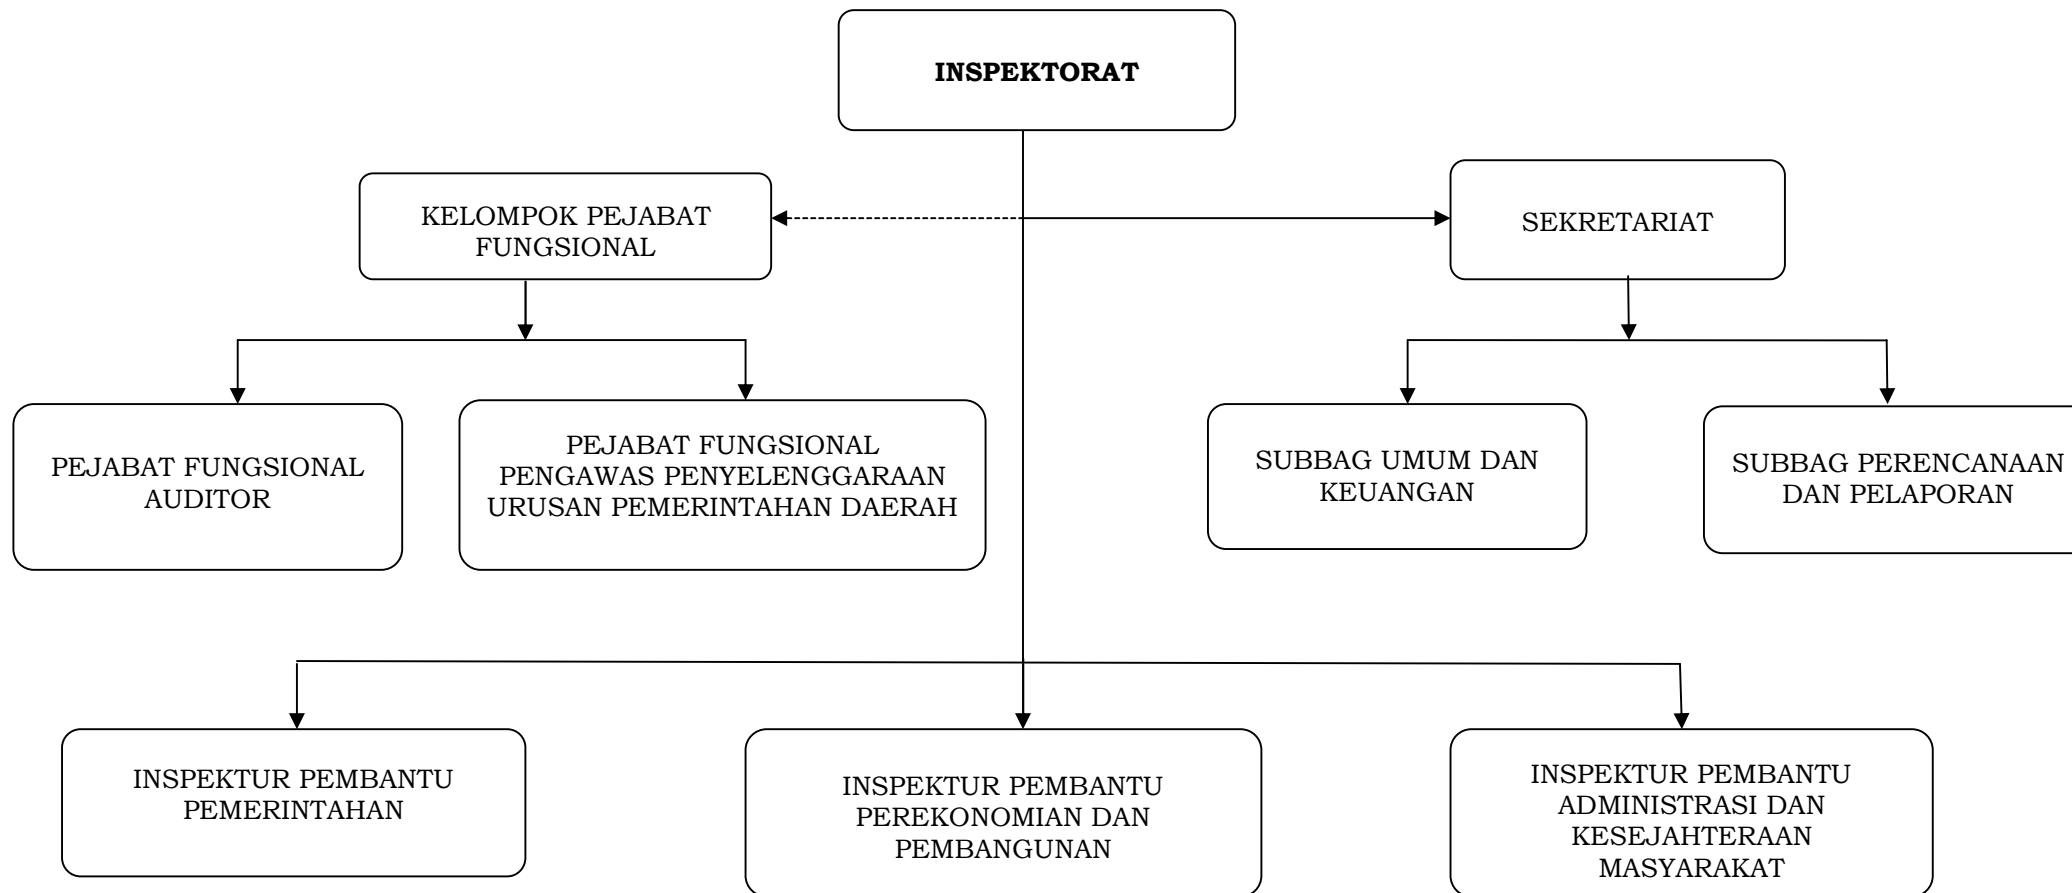 INSPEKTORAT
KELOMPOK PEJABAT
FUNGSIONAL
SEKRETARIAT
PEJABAT FUNGSIONAL
AUDITOR
PEJABAT FUNGSIONAL
PENGAWAS PENYELENGGARAAN
URUSAN PEMERINTAHAN DAERAH
SUBBAG UMUM DAN
KEUANGAN
SUBBAG PERENCANAAN
DAN PELAPORAN
INSPEKTUR PEMBANTU
PEMERINTAHAN
INSPEKTUR PEMBANTU
PEREKONOMIAN DAN
PEMBANGUNAN
INSPEKTUR PEMBANTU
ADMINISTRASI DAN
KESEJAHTERAAN
MASYARAKAT